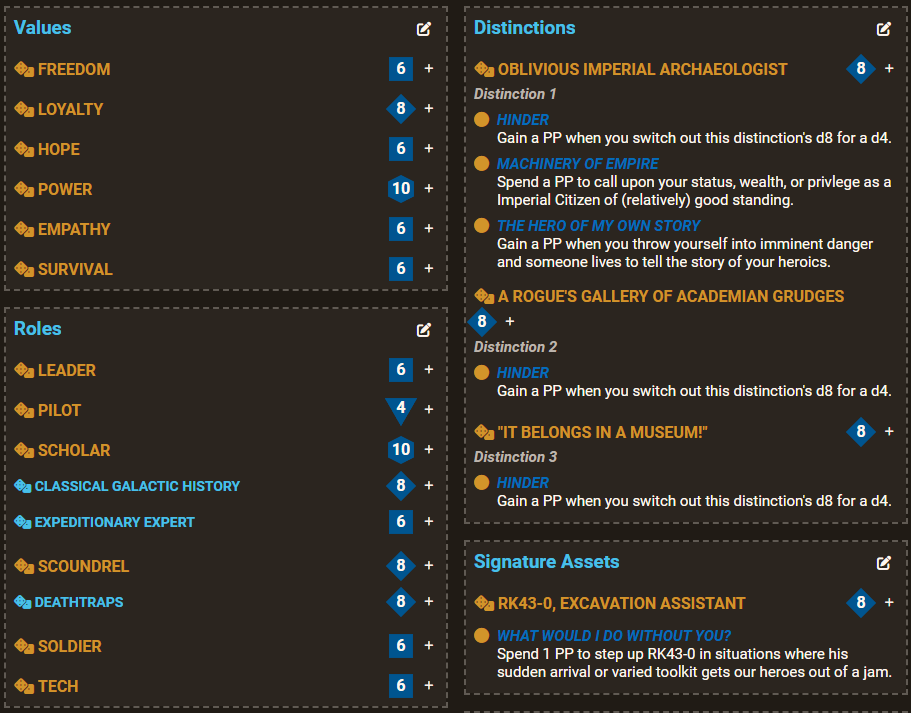 Values
FREEDOM 6 +
LOYALTY 8 +
HOPE 6 +
POWER 10 +
EMPATHY 6 +
SURVIVAL 6 +
Roles
LEADER 6 +
PILOT 4 +
SCHOLAR 10 +
CLASSICAL GALACTIC HISTORY 8 +
EXPEDITIONARY EXPERT 6 +
SCOUNDREL 8 +
DEATHTRAPS 8 +
SOLDIER 6 +
TECH 6 +
Distinctions
OBLIVIOUS IMPERIAL ARCHAEOLOGIST 8 +
Distinction 1
HINDER
Gain a PP when you switch out this distinction's d8 for a d4.
MACHINERY OF EMPIRE
Spend a PP to call upon your status, wealth, or privlege as a
Imperial Citizen of (relatively) good standing.
THE HERO OF MY OWN STORY
Gain a PP when you throw yourself into imminent danger
and someone lives to tell the story of your heroics.
A ROGUE'S GALLERY OF ACADEMIAN GRUDGES
8 +
Distinction 2
HINDER
Gain a PP when you switch out this distinction's d8 for a d4.
"IT BELONGS IN A MUSEUM!" 8 +
Distinction 3
HINDER
Gain a PP when you switch out this distinction's d8 for a d4.
Signature Assets
RK43-0, EXCAVATION ASSISTANT 8 +
WHAT WOULD I DO WITHOUT YOU?
Spend 1 PP to step up RK43-0 in situations where his
sudden arrival or varied toolkit gets our heroes out of a jam.